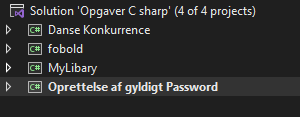 Solution 'Opgaver C sharp' (4 of 4 projects)
C# Danse Konkurrence
C# fobold
C# MyLibary
C# Oprettelse af gyldigt Password